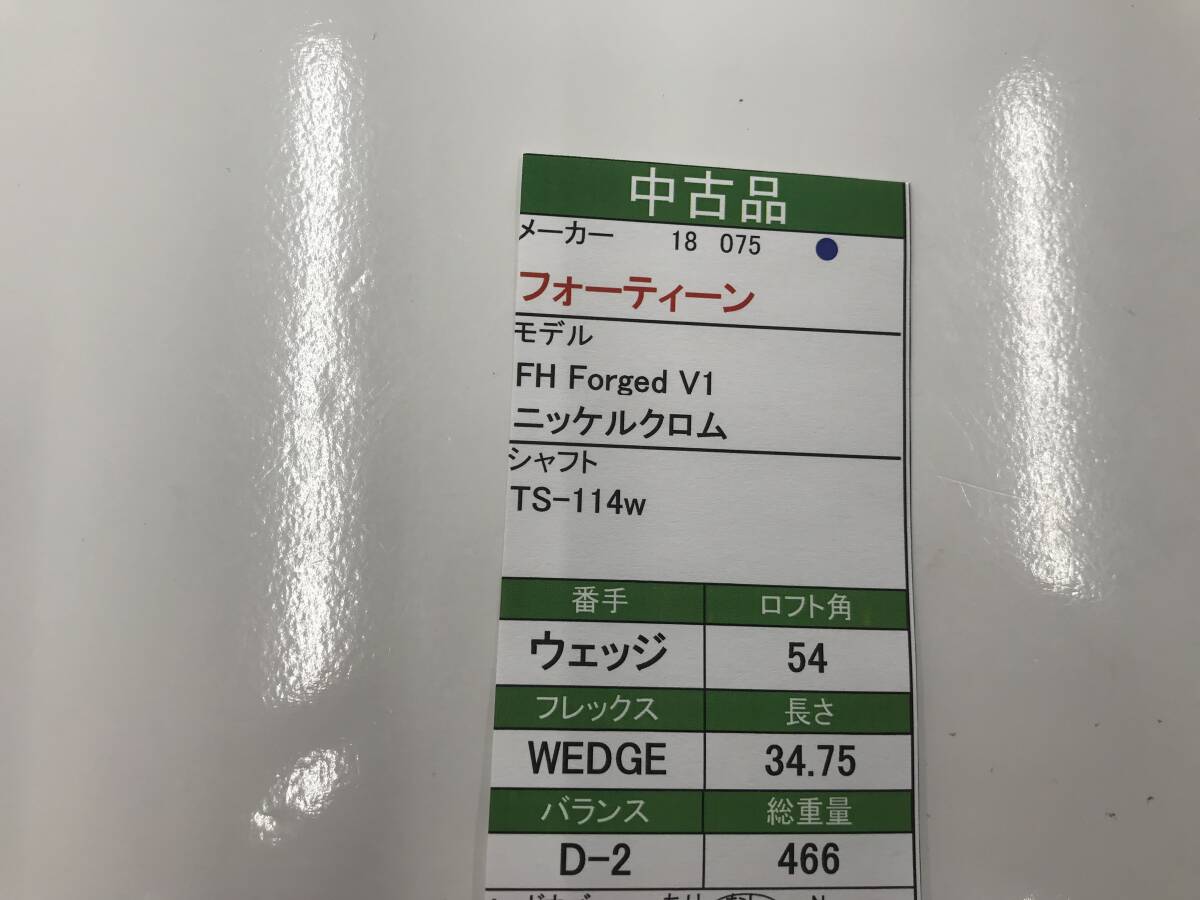 中古品
メーカー 18 075
フォーティーン
モデル
FH Forged V1
ニッケルクロム
シャフト
TS-114w
番手 ロフト角
ウェッジ 54
フレックス 長さ
WEDGE 34.75
バランス 総重量
D-2 466